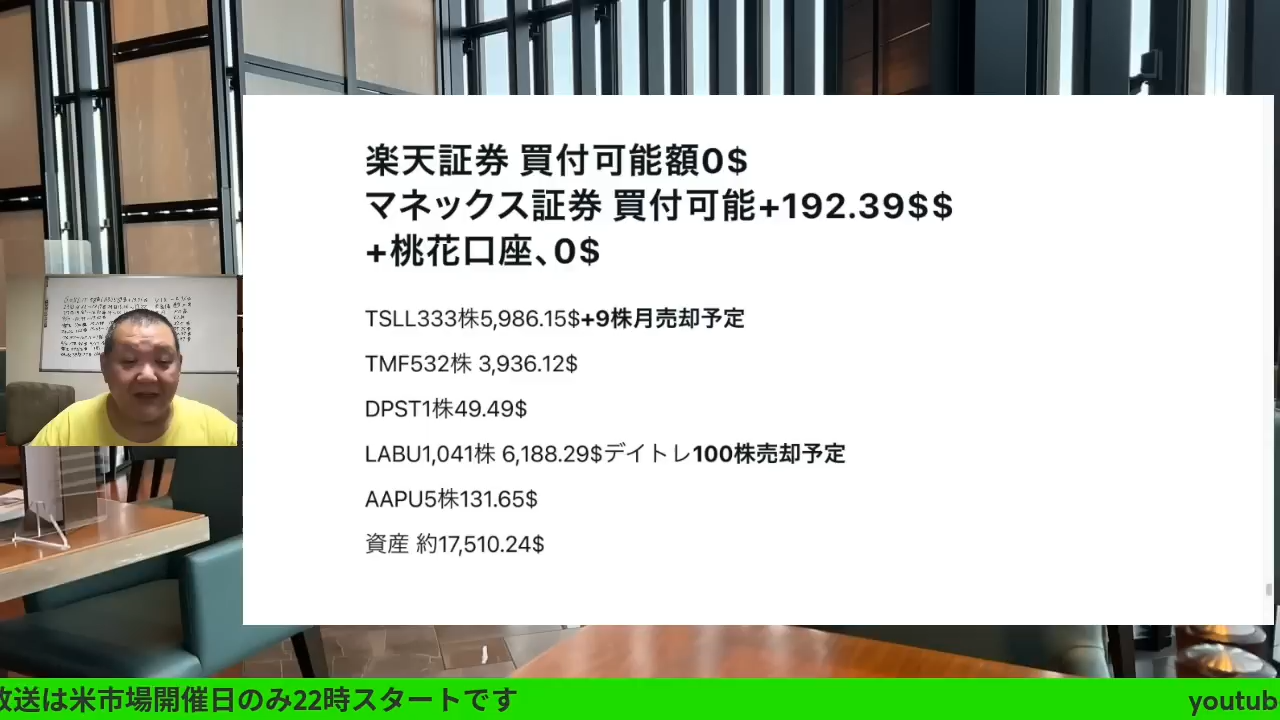 楽天証券 買付可能額0$
マネックス証券 買付可能+192.39$$
+桃花口座、0$
TSLL333株5,986.15$+9株月売却予定
TMF532株 3,936.12$
DPST1株49.49$
LABU1,041株 6,188.29$デイトレ100株売却予定
AAPU5株131.65$
資産 約17,510.24$
放送は米市場開催日のみ22時スタートです
youtub